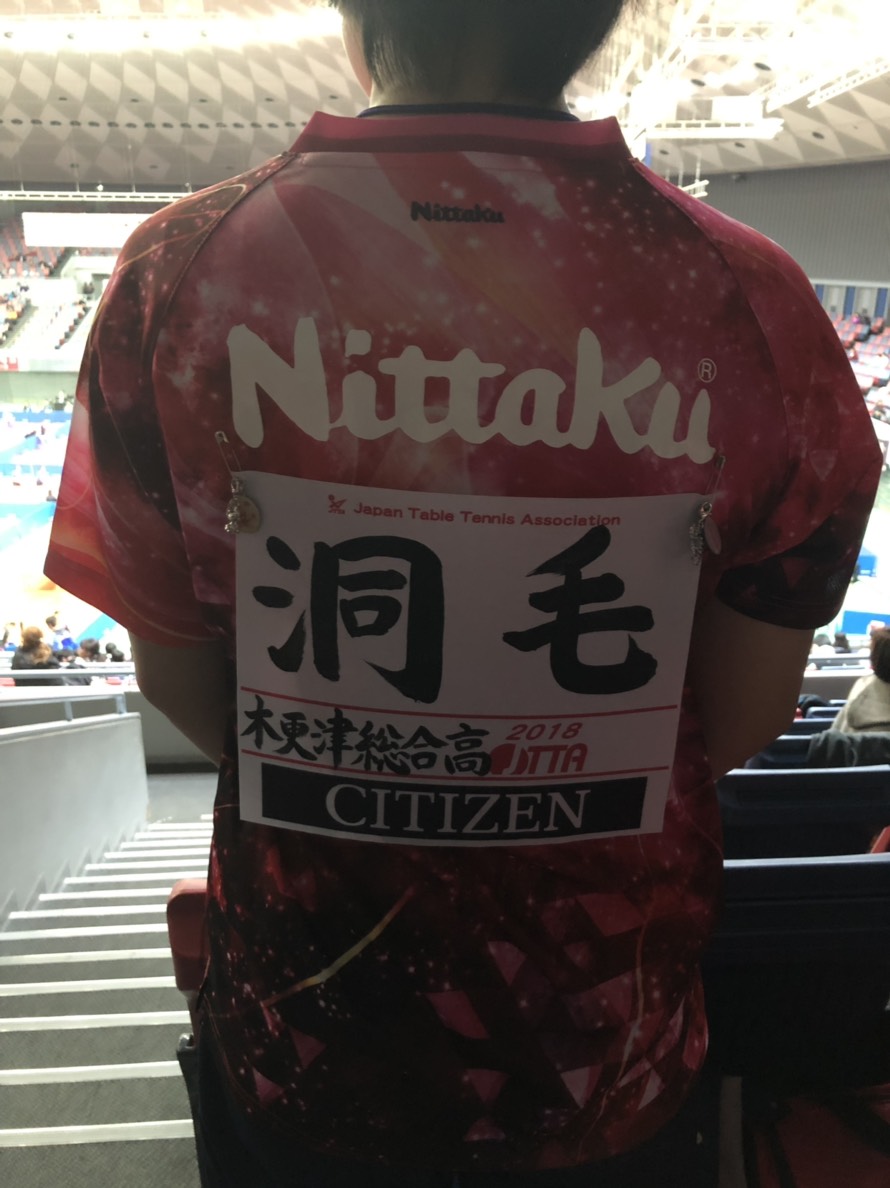 Nittaku
Nittaku®
Japan Table Tennis Association
洞毛
木更津総合高 2018
JTTA
CITIZEN